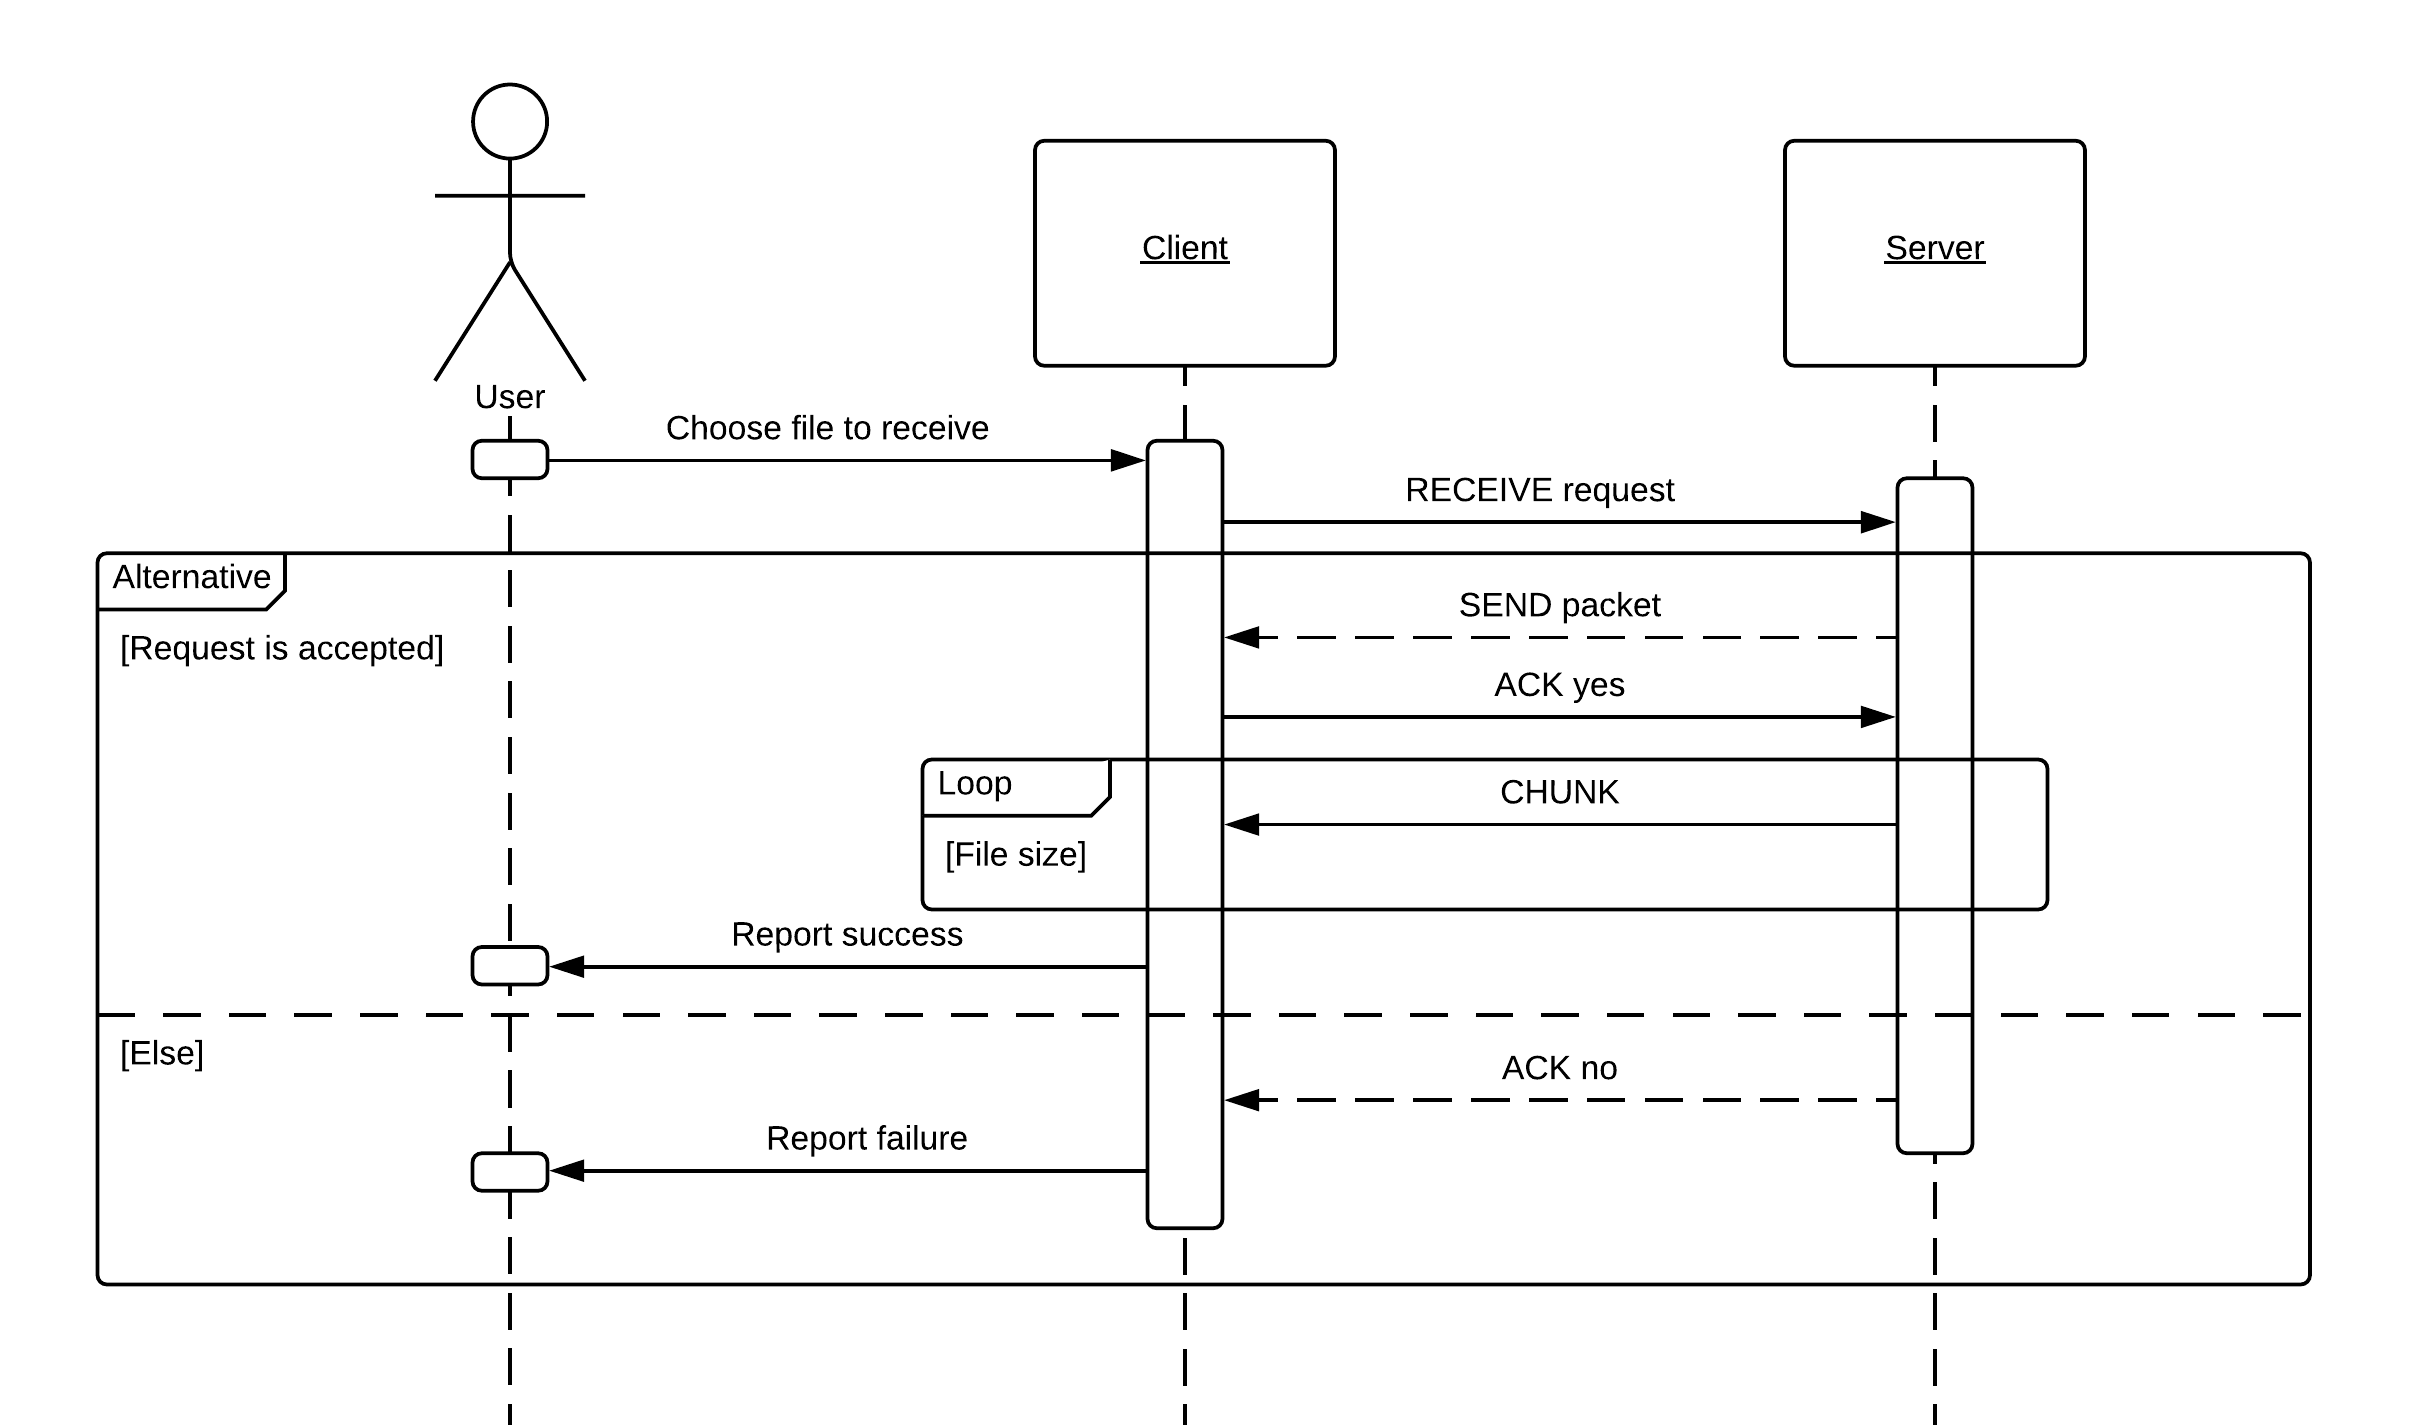 Client
Server
User
Choose file to receive
RECEIVE request
Alternative
[Request is accepted]
SEND packet
ACK yes
Loop
CHUNK
[File size]
Report success
[Else]
ACK no
Report failure